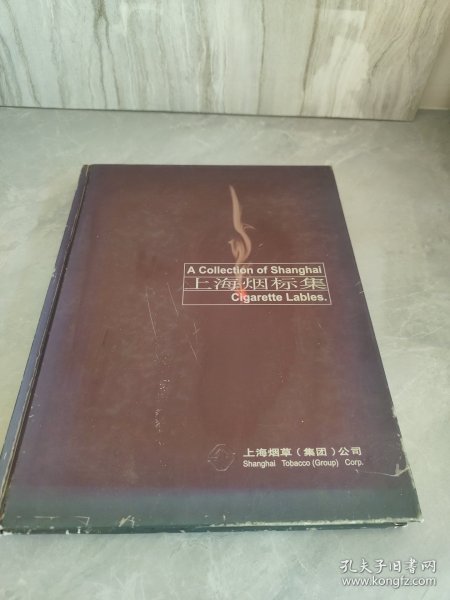 A Collection of Shanghai
上海烟标集
Cigarette Lables.
上海烟草（集团）公司
Shanghai Tobacco (Group) Corp.
孔夫子旧书网
www.kongfz.com